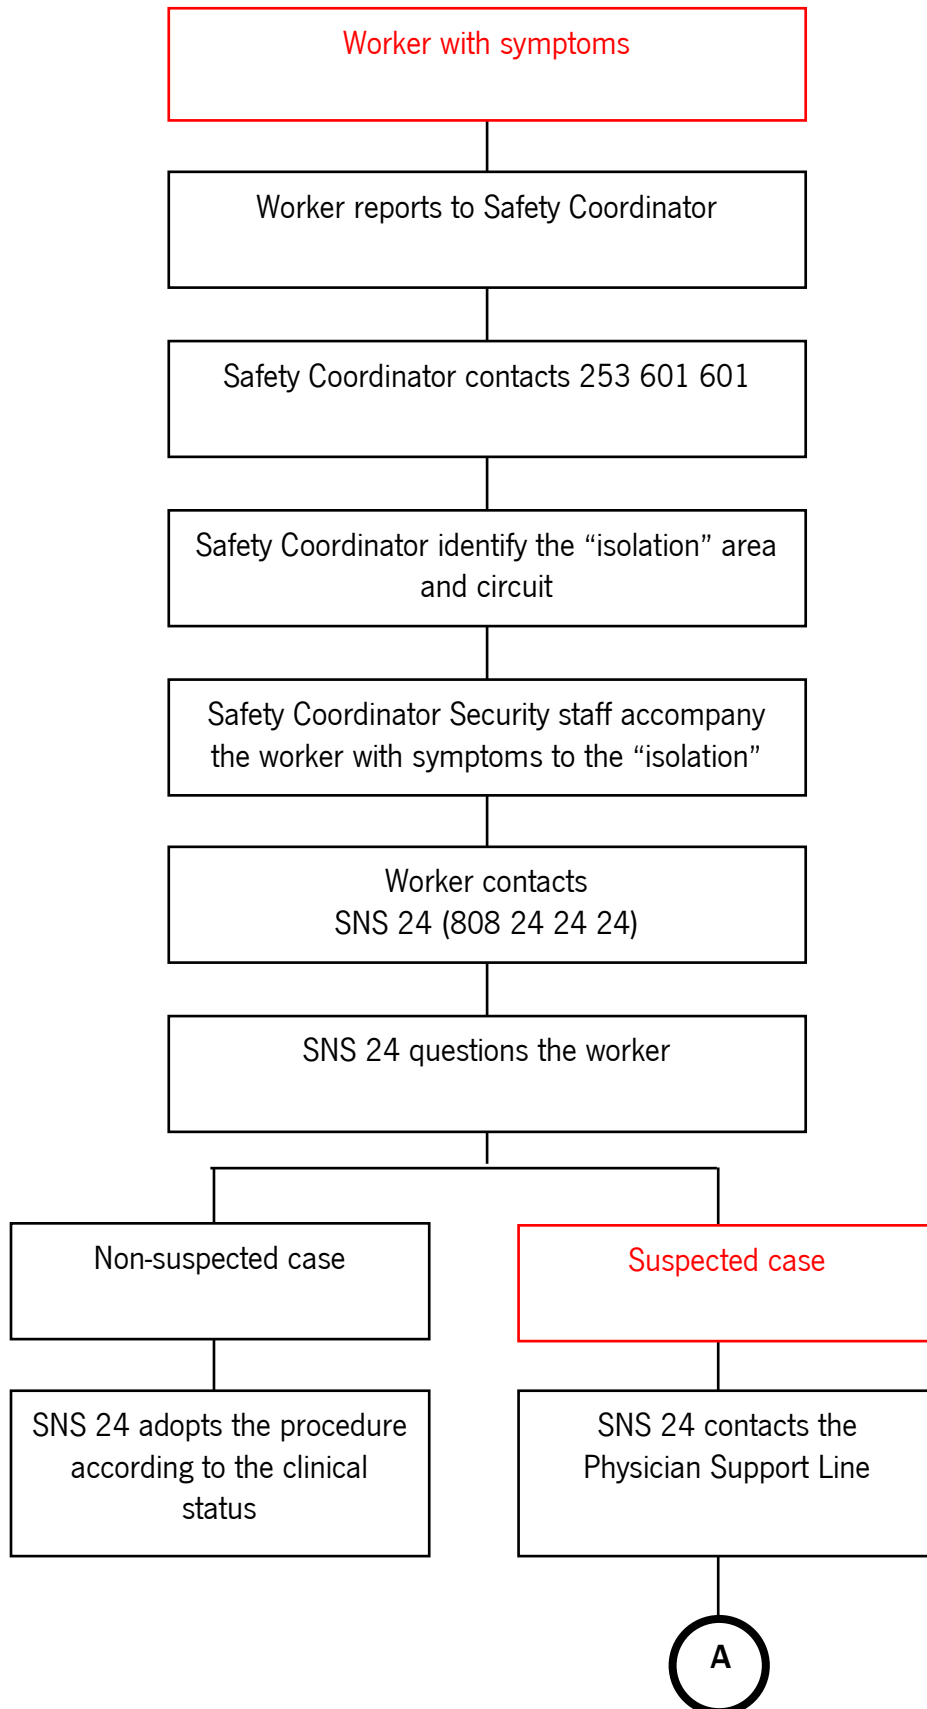 Worker with symptoms
Worker reports to Safety Coordinator
Safety Coordinator contacts 253 601 601
Safety Coordinator identify the “isolation” area
and circuit
Safety Coordinator Security staff accompany
the worker with symptoms to the “isolation”
Worker contacts
SNS 24 (808 24 24 24)
SNS 24 questions the worker
Non-suspected case
Suspected case
SNS 24 adopts the procedure
according to the clinical
status
SNS 24 contacts the
Physician Support Line
A